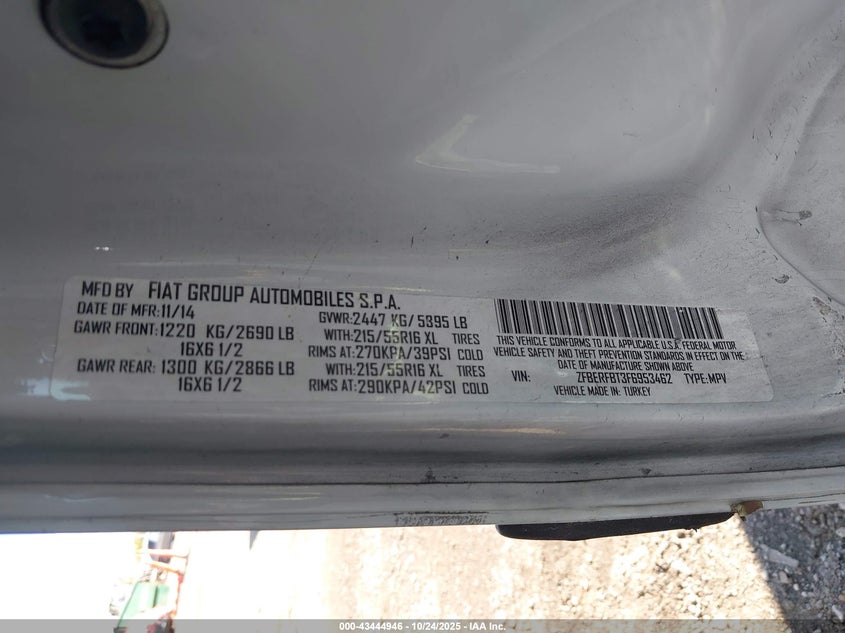 MFD BY FIAT GROUP AUTOMOBILES S.P.A.
DATE OF MFR: 11/14 GVWR: 2447 KG/ 5395 LB
GAWR FRONT: 1220 KG/2690 LB WITH: 215/55R16 XL TIRES
16X6 1/2 RIMS AT: 270KPA/39PSI COLD
GAWR REAR: 1300 KG/2866 LB WITH: 215/55R16 XL TIRES
16X6 1/2 RIMS AT: 290KPA/42PSI COLD
THIS VEHICLE CONFORMS TO ALL APPLICABLE U.S.A. FEDERAL MOTOR
VEHICLE SAFETY AND THEFT PREVENTION STANDARDS IN EFFECT ON THE
DATE OF MANUFACTURE SHOWN ABOVE
VIN: ZFBERFBT3F6953462 TYPE: MPV
VEHICLE MADE IN: TURKEY
000-43444946 - 10/24/2025 - IAA Inc.